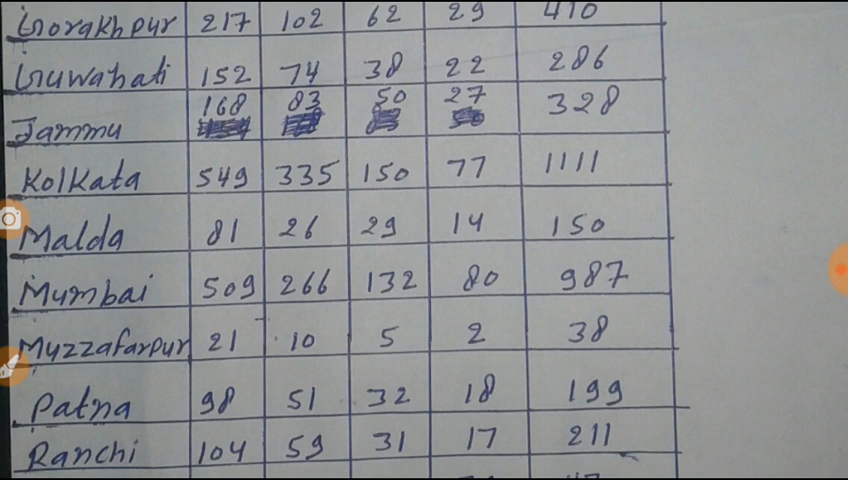 Gorakhpur 217 102 62 29 410
Guwahati 152 74 38 22 286
Jammu 168 83 50 27 328
Kolkata 549 335 150 77 1111
Malda 81 26 29 14 150
Mumbai 509 266 132 80 987
Muzzafarpur 21 10 5 2 38
Patna 98 51 32 18 199
Ranchi 104 59 31 17 211